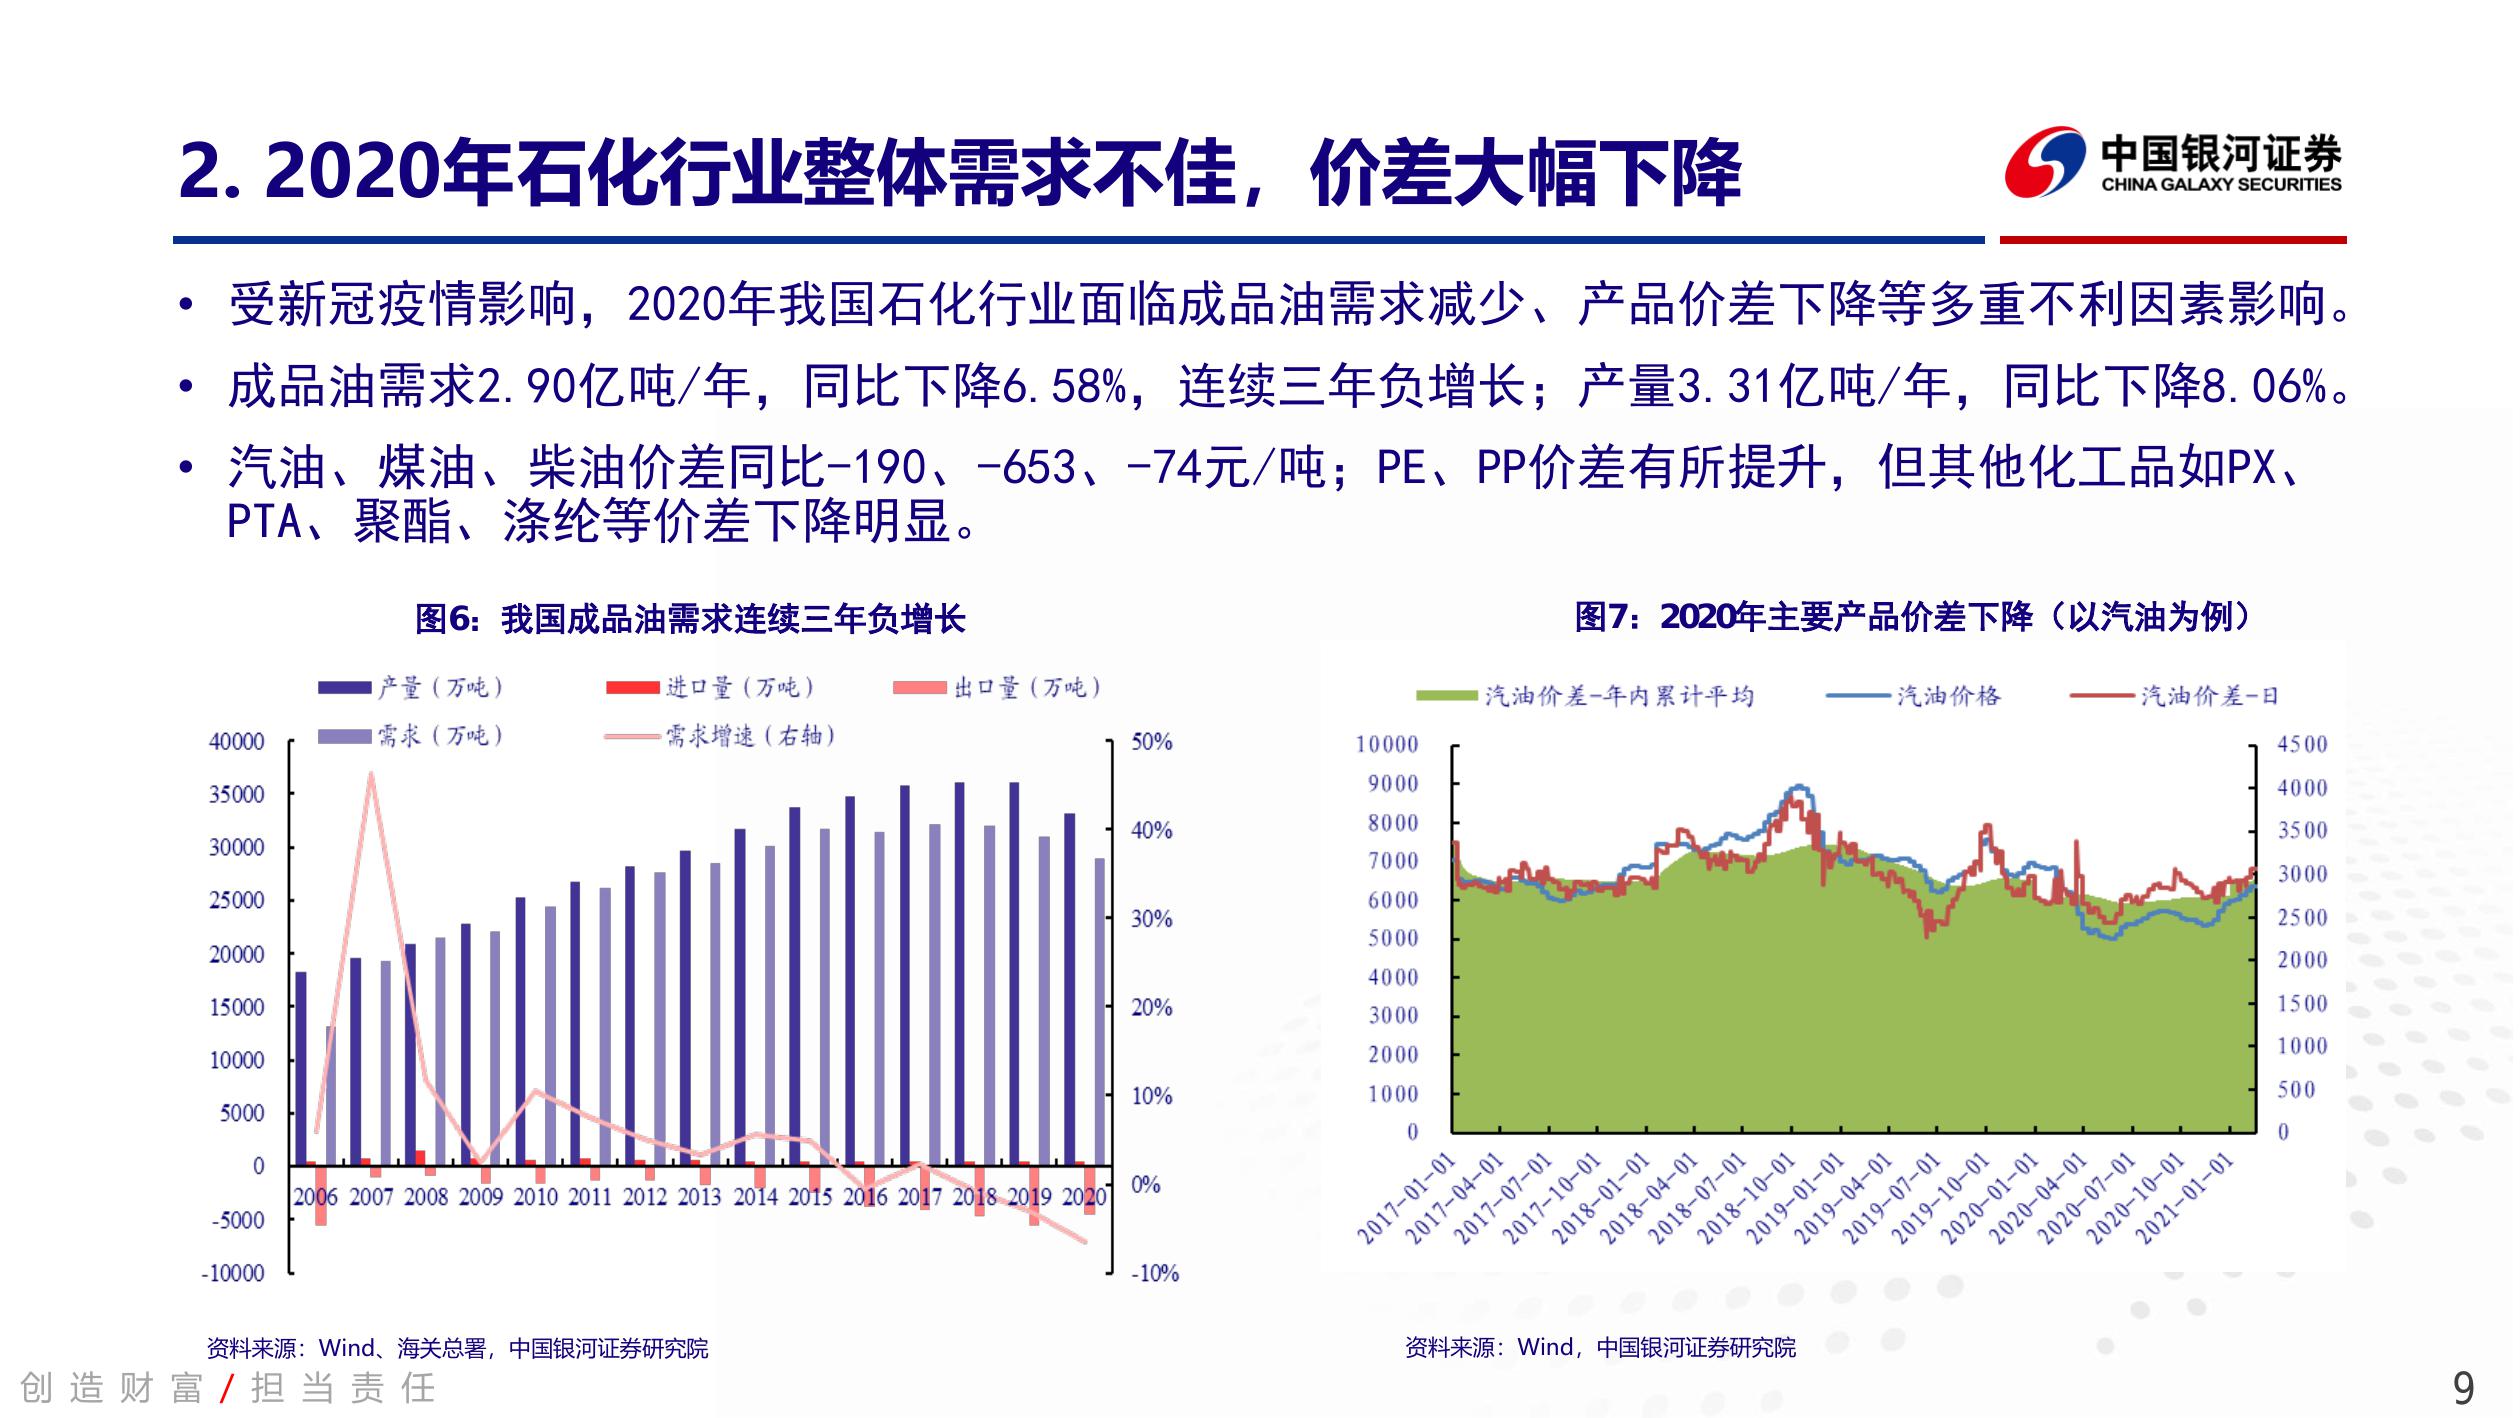 2. 2020年石化行业整体需求不佳，价差大幅下降
中国银河证券
CHINA GALAXY SECURITIES
• 受新冠疫情影响，2020年我国石化行业面临成品油需求减少、产品价差下降等多重不利因素影响。
• 成品油需求2.90亿吨/年，同比下降6.58%，连续三年负增长；产量3.31亿吨/年，同比下降8.06%。
• 汽油、煤油、柴油价差同比-190、-653、-74元/吨；PE、PP价差有所提升，但其他化工品如PX、
PTA、聚酯、涤纶等价差下降明显。
图6：我国成品油需求连续三年负增长
产量（万吨） 进口量（万吨） 出口量（万吨）
需求（万吨） 需求增速（右轴）
40000
35000
30000
25000
20000
15000
10000
5000
0
-5000
-10000
50%
40%
30%
20%
10%
0%
-10%
2006 2007 2008 2009 2010 2011 2012 2013 2014 2015 2016 2017 2018 2019 2020
资料来源：Wind、海关总署，中国银河证券研究院
图7：2020年主要产品价差下降（以汽油为例）
汽油价差-年内累计平均 汽油价格 汽油价差-日
10000
9000
8000
7000
6000
5000
4000
3000
2000
1000
0
4500
4000
3500
3000
2500
2000
1500
1000
500
0
2017-01-01 2017-04-01 2017-07-01 2017-10-01 2018-01-01 2018-04-01 2018-07-01 2018-10-01 2019-01-01 2019-04-01 2019-07-01 2019-10-01 2020-01-01 2020-04-01 2020-07-01 2020-10-01 2021-01-01
资料来源：Wind，中国银河证券研究院
创造财富/担当责任
9